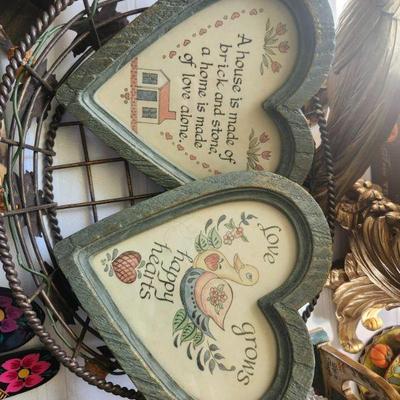 A house is made of
brick and stone,
a home is made
of love alone.
Love
grows
happy
hearts